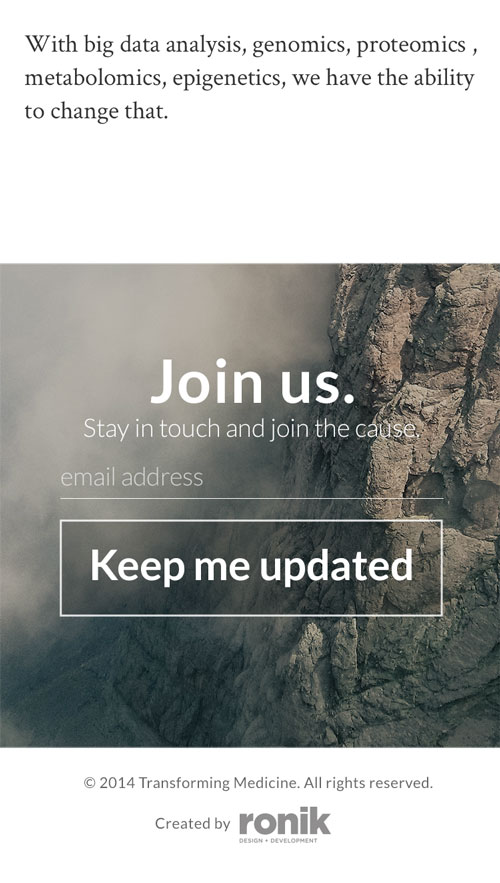 With big data analysis, genomics, proteomics ,
metabolomics, epigenetics, we have the ability
to change that.
Join us.
Stay in touch and join the cause.
email address
Keep me updated
© 2014 Transforming Medicine. All rights reserved.
Created by ronik
DESIGN + DEVELOPMENT